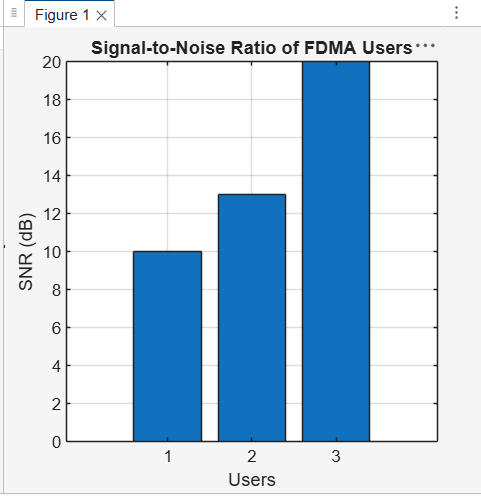 Figure 1
Signal-to-Noise Ratio of FDMA Users
20
18
16
14
12
10
8
6
4
2
0
SNR (dB)
1 2 3
Users